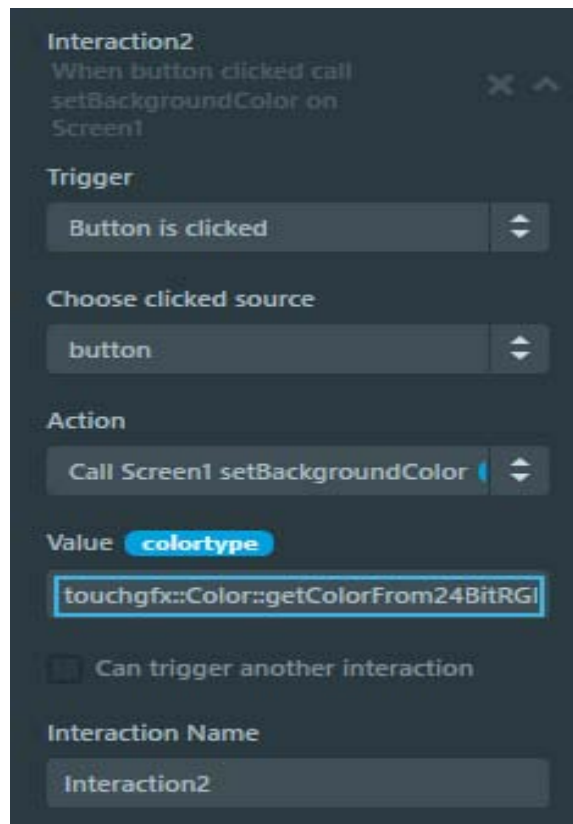 Interaction2
When button clicked call
setBackgroundColor on
Screen1
Trigger
Button is clicked
Choose clicked source
button
Action
Call Screen1 setBackgroundColor
Value colortype
touchgfx::Color::getColorFrom24BitRG
Can trigger another interaction
Interaction Name
Interaction2